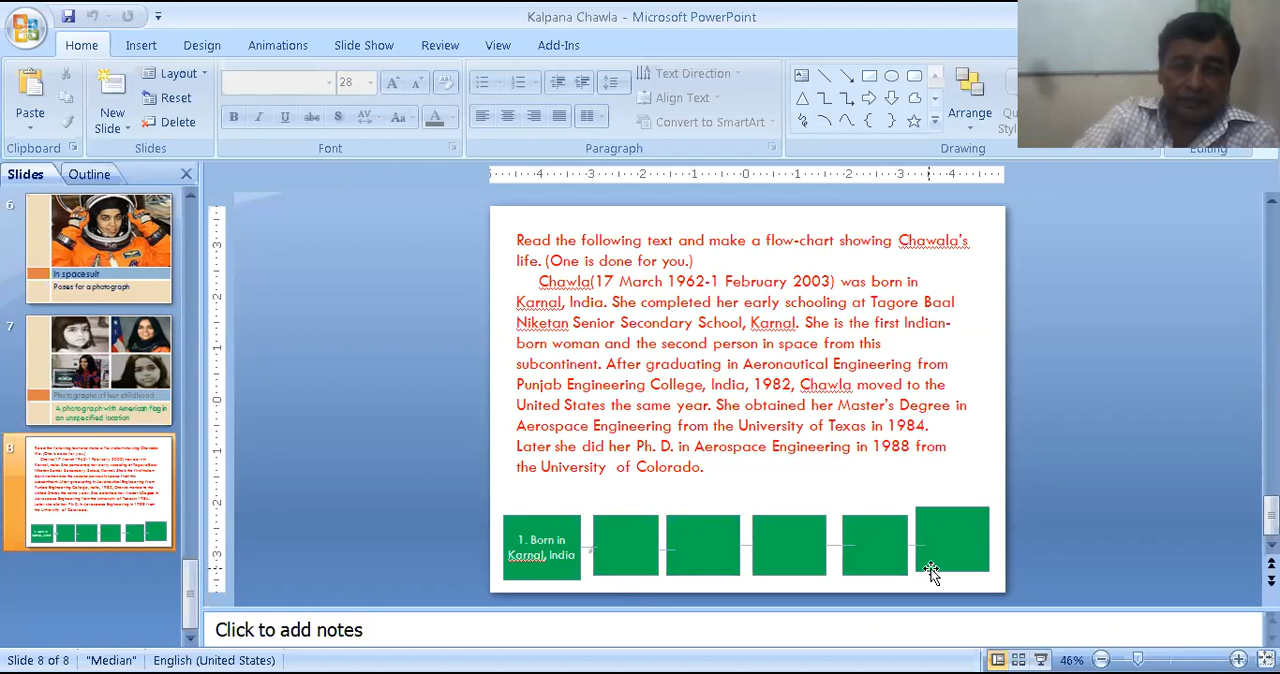 Kalpana Chawla - Microsoft PowerPoint
Home Insert Design Animations Slide Show Review View Add-Ins
Paste
New
Slide
Layout
Reset
Delete
28
B I U abc S AV Aa A
Text Direction
Align Text
Convert to SmartArt
Arrange
Clipboard Slides Font Paragraph Drawing Editing
Slides Outline
6
In spacesuit
Poses for a photograph
7
Photographs of her childhood
A photograph with American flag in
an unspecified location
8
Read the following text and make a flow-chart showing Chawala's
life. (One is done for you.)
Chawla(17 March 1962-1 February 2003) was born in
Karnal, India. She completed her early schooling at Tagore Baal
Niketan Senior Secondary School, Karnal. She is the first Indian-
born woman and the second person in space from this
subcontinent. After graduating in Aeronautical Engineering from
Punjab Engineering College, India, 1982, Chawla moved to the
United States the same year. She obtained her Master's Degree in
Aerospace Engineering from the University of Texas in 1984.
Later she did her Ph. D. in Aerospace Engineering in 1988 from
the University of Colorado.
1. Born in
Karnal, India
Click to add notes
Slide 8 of 8 "Median" English (United States) 46%